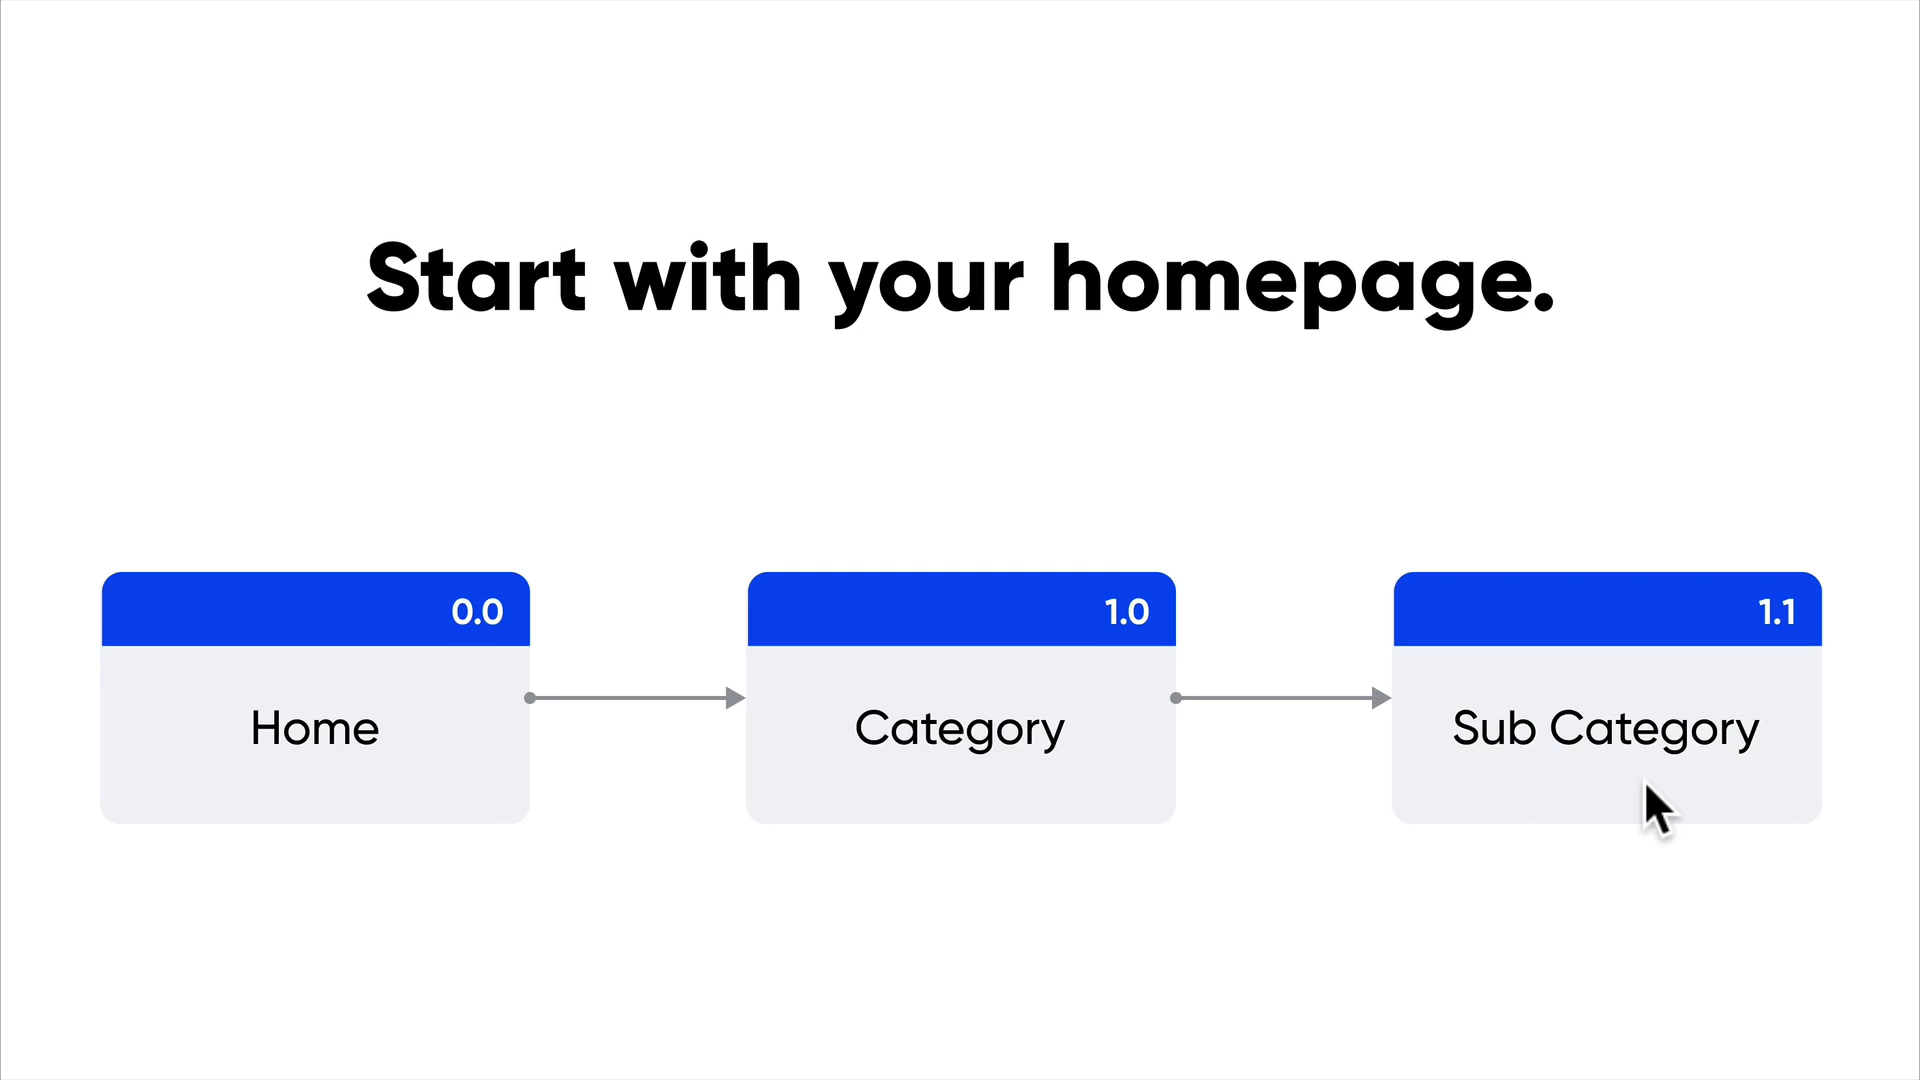 Start with your homepage.
0.0
Home
1.0
Category
1.1
Sub Category